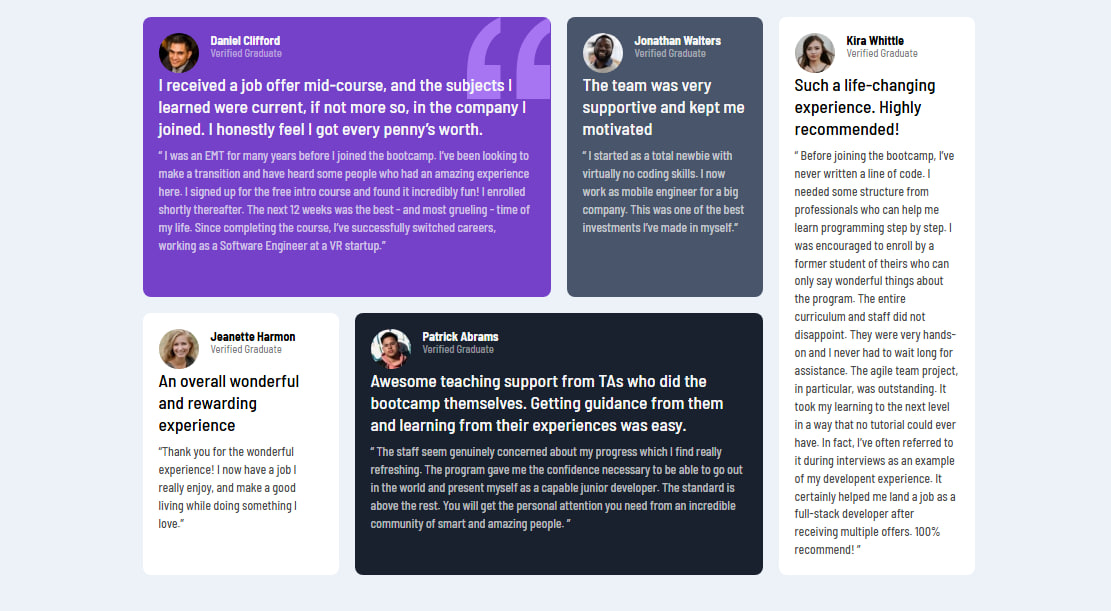 Daniel Clifford
Verified Graduate
I received a job offer mid-course, and the subjects I
learned were current, if not more so, in the company I
joined. I honestly feel I got every penny’s worth.
“ I was an EMT for many years before I joined the bootcamp. I’ve been looking to
make a transition and have heard some people who had an amazing experience
here. I signed up for the free intro course and found it incredibly fun! I enrolled
shortly thereafter. The next 12 weeks was the best - and most grueling - time of
my life. Since completing the course, I’ve successfully switched careers,
working as a Software Engineer at a VR startup.”
Jonathan Walters
Verified Graduate
The team was very
supportive and kept me
motivated
“ I started as a total newbie with
virtually no coding skills. I now
work as mobile engineer for a big
company. This was one of the best
investments I’ve made in myself.”
Kira Whittle
Verified Graduate
Such a life-changing
experience. Highly
recommended!
“ Before joining the bootcamp, I’ve
never written a line of code. I
needed some structure from
professionals who can help me
learn programming step by step. I
was encouraged to enroll by a
former student of theirs who can
only say wonderful things about
the program. The entire
curriculum and staff did not
disappoint. They were very hands-
on and I never had to wait long for
assistance. The agile team project,
in particular, was outstanding. It
took my learning to the next level
in a way that no tutorial could ever
have. In fact, I’ve often referred to
it during interviews as an example
of my developent experience. It
certainly helped me land a job as a
full-stack developer after
receiving multiple offers. 100%
recommend! ”
Jeanette Harmon
Verified Graduate
An overall wonderful
and rewarding
experience
“Thank you for the wonderful
experience! I now have a job I
really enjoy, and make a good
living while doing something I
love.”
Patrick Abrams
Verified Graduate
Awesome teaching support from TAs who did the
bootcamp themselves. Getting guidance from them
and learning from their experiences was easy.
“ The staff seem genuinely concerned about my progress which I find really
refreshing. The program gave me the confidence necessary to be able to go out
in the world and present myself as a capable junior developer. The standard is
above the rest. You will get the personal attention you need from an incredible
community of smart and amazing people. ”